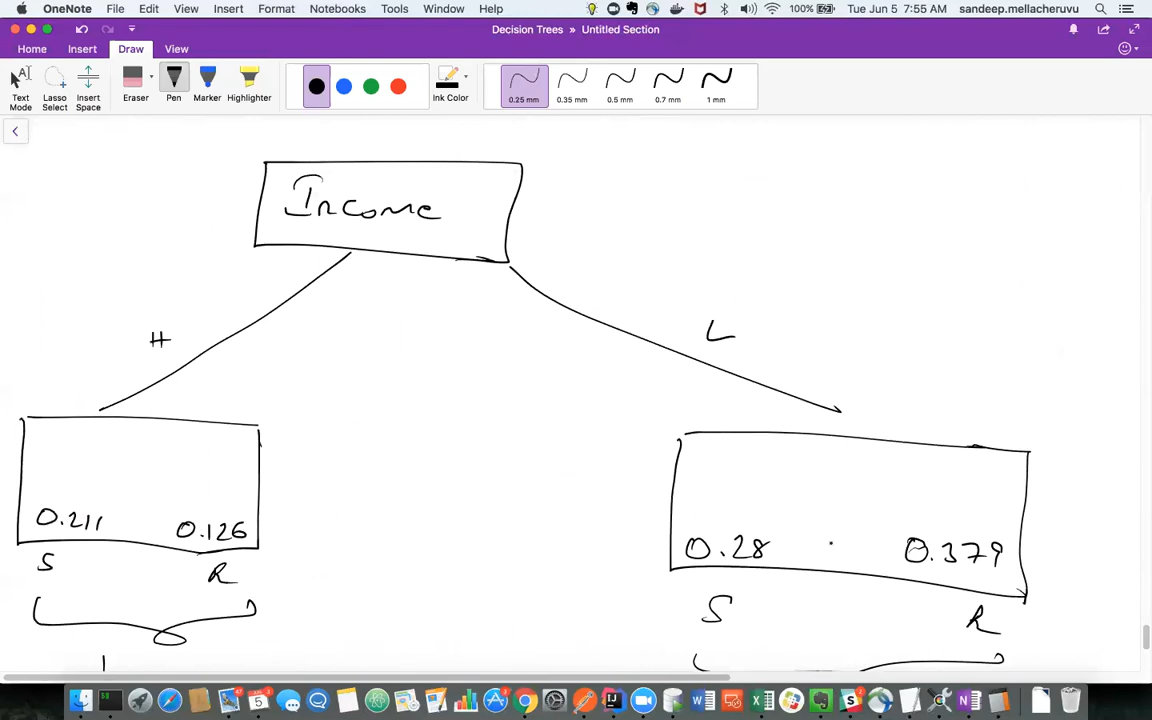 OneNote File Edit View Insert Format Notebooks Tools Window Help 100% Tue Jun 5 7:55 AM sandeep.mellacheruvu
Decision Trees » Untitled Section
Home Insert Draw View
Text Mode
Lasso Select
Insert Space
Eraser
Pen
Marker
Highlighter
0.25 mm
0.35 mm
0.5 mm
0.7 mm
1 mm
Ink Color
Income
H
L
0.211 0.126
S R
0.28 0.379
S R